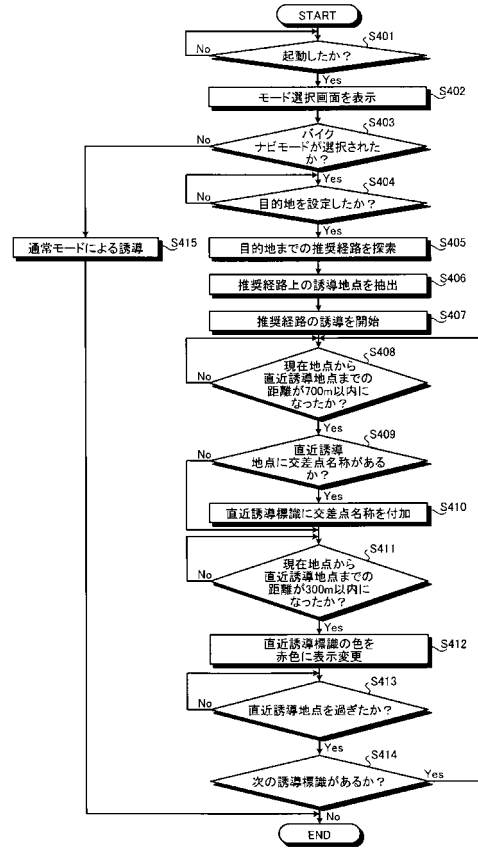 START
S401
起動したか？
No
Yes
モード選択画面を表示
S402
S403
バイク
ナビモードが選択された
か？
No
Yes
S404
目的地を設定したか？
No
Yes
通常モードによる誘導
S415
目的地までの推奨経路を探索
S405
推奨経路上の誘導地点を抽出
S406
推奨経路の誘導を開始
S407
S408
現在地点から
直近誘導地点までの
距離が700m以内に
なったか？
No
Yes
S409
直近誘導
地点に交差点名称がある
か？
No
Yes
直近誘導標識に交差点名称を付加
S410
S411
現在地点から
直近誘導地点までの
距離が300m以内に
なったか？
No
Yes
直近誘導標識の色を
赤色に表示変更
S412
S413
直近誘導地点を過ぎたか？
No
Yes
S414
次の誘導標識があるか？
Yes
No
END